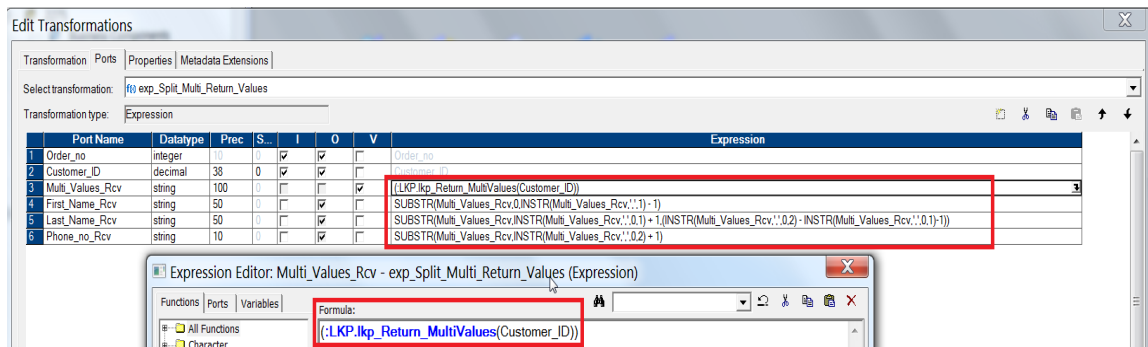 Edit Transformations
X
Transformation Ports Properties Metadata Extensions
Select transformation: f(x) exp_Split_Multi_Return_Values
Transformation type: Expression
Port Name Datatype Prec S... I O V Expression
1 Order_no integer 10 0 Order_no
2 Customer_ID decimal 38 0 Customer_ID
3 Multi_Values_Rcv string 100 0 (:LKP.lkp_Return_MultiValues(Customer_ID))
4 First_Name_Rcv string 50 0 SUBSTR(Multi_Values_Rcv,0,INSTR(Multi_Values_Rcv,',',1) - 1)
5 Last_Name_Rcv string 50 0 SUBSTR(Multi_Values_Rcv,INSTR(Multi_Values_Rcv,',',0,1) + 1,(INSTR(Multi_Values_Rcv,',',0,2) - INSTR(Multi_Values_Rcv,',',0,1)-1))
6 Phone_no_Rcv string 10 0 SUBSTR(Multi_Values_Rcv,INSTR(Multi_Values_Rcv,',',0,2) + 1)
Expression Editor: Multi_Values_Rcv - exp_Split_Multi_Return_Values (Expression)
X
Functions Ports Variables
Formula:
All Functions
(:LKP.lkp_Return_MultiValues(Customer_ID))
Character